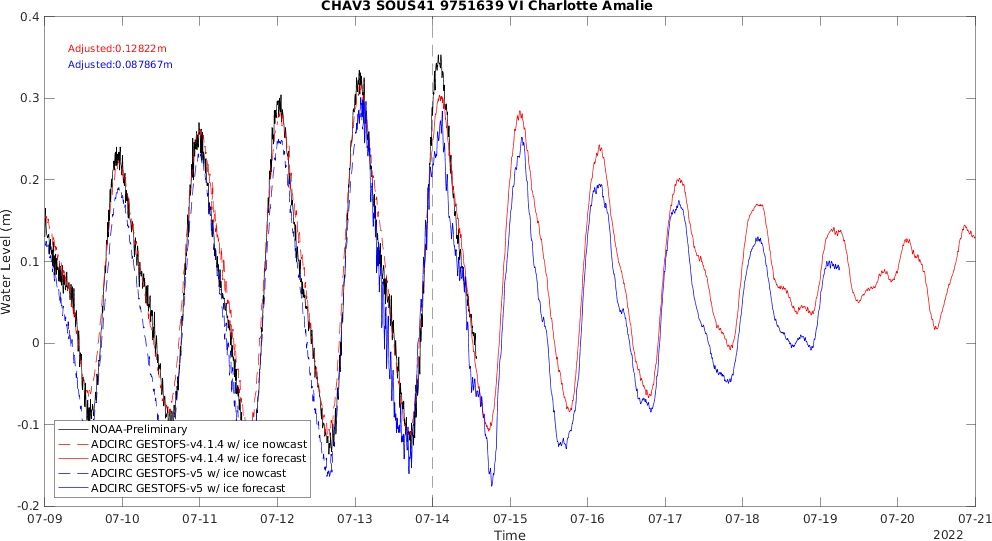 CHAV3 SOUS41 9751639 VI Charlotte Amalie
0.4
Adjusted:0.12822m
Adjusted:0.087867m
0.3
0.2
Water Level (m)
0.1
0
-0.1
NOAA-Preliminary
ADCIRC GESTOFS-v4.1.4 w/ ice nowcast
ADCIRC GESTOFS-v4.1.4 w/ ice forecast
ADCIRC GESTOFS-v5 w/ ice nowcast
ADCIRC GESTOFS-v5 w/ ice forecast
-0.2
07-09 07-10 07-11 07-12 07-13 07-14 07-15 07-16 07-17 07-18 07-19 07-20 07-21
Time
2022